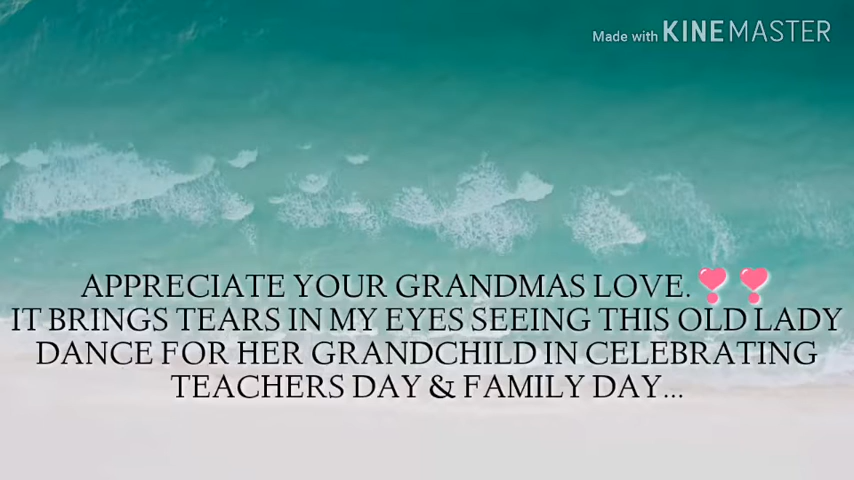 Made with KINEMASTER
APPRECIATE YOUR GRANDMAS LOVE.❣❣
IT BRINGS TEARS IN MY EYES SEEING THIS OLD LADY
DANCE FOR HER GRANDCHILD IN CELEBRATING
TEACHERS DAY & FAMILY DAY...